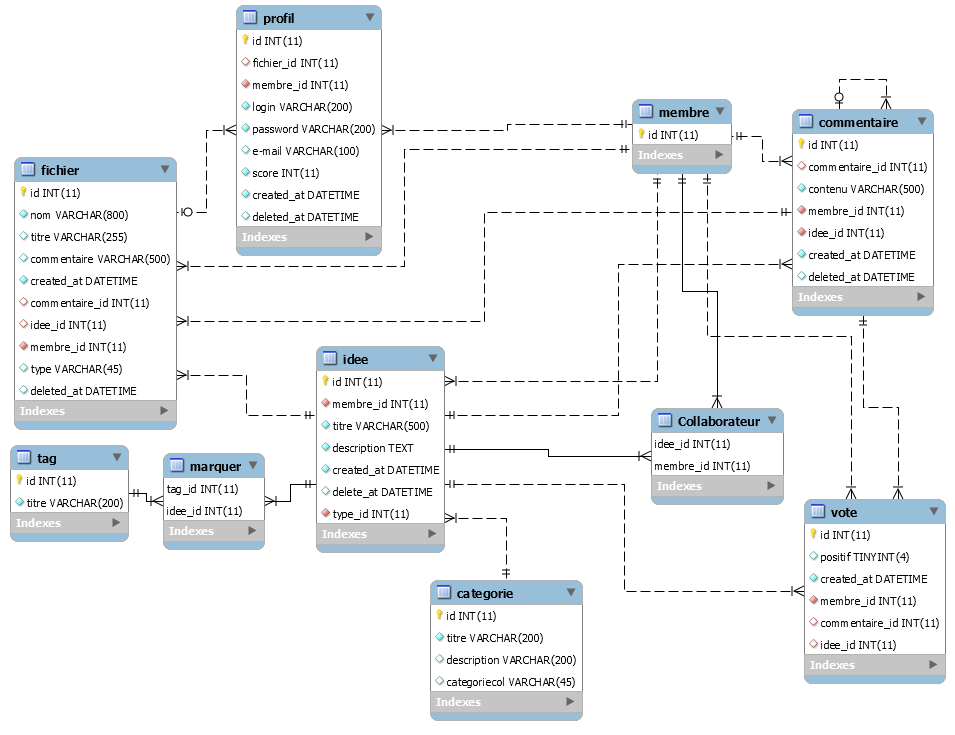 profil
id INT(11)
fichier_id INT(11)
membre_id INT(11)
login VARCHAR(200)
password VARCHAR(200)
e-mail VARCHAR(100)
score INT(11)
created_at DATETIME
deleted_at DATETIME
Indexes
membre
id INT(11)
Indexes
commentaire
id INT(11)
commentaire_id INT(11)
contenu VARCHAR(500)
membre_id INT(11)
idee_id INT(11)
created_at DATETIME
deleted_at DATETIME
Indexes
fichier
id INT(11)
nom VARCHAR(800)
titre VARCHAR(255)
commentaire VARCHAR(500)
created_at DATETIME
commentaire_id INT(11)
idee_id INT(11)
membre_id INT(11)
type VARCHAR(45)
deleted_at DATETIME
Indexes
idee
id INT(11)
membre_id INT(11)
titre VARCHAR(500)
description TEXT
created_at DATETIME
delete_at DATETIME
type_id INT(11)
Indexes
Collaborateur
idee_id INT(11)
membre_id INT(11)
Indexes
tag
id INT(11)
titre VARCHAR(200)
Indexes
marquer
tag_id INT(11)
idee_id INT(11)
Indexes
vote
id INT(11)
positif TINYINT(4)
created_at DATETIME
membre_id INT(11)
commentaire_id INT(11)
idee_id INT(11)
Indexes
categorie
id INT(11)
titre VARCHAR(200)
description VARCHAR(200)
categoriecol VARCHAR(45)
Indexes